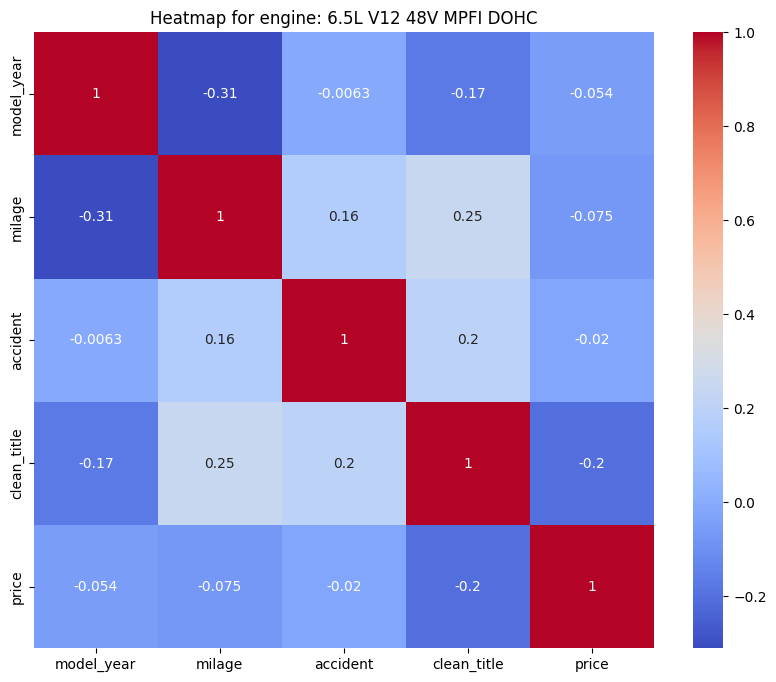 Heatmap for engine: 6.5L V12 48V MPFI DOHC
model_year 1 -0.31 -0.0063 -0.17 -0.054
milage -0.31 1 0.16 0.25 -0.075
accident -0.0063 0.16 1 0.2 -0.02
clean_title -0.17 0.25 0.2 1 -0.2
price -0.054 -0.075 -0.02 -0.2 1
model_year milage accident clean_title price
1.0
0.8
0.6
0.4
0.2
0.0
−0.2